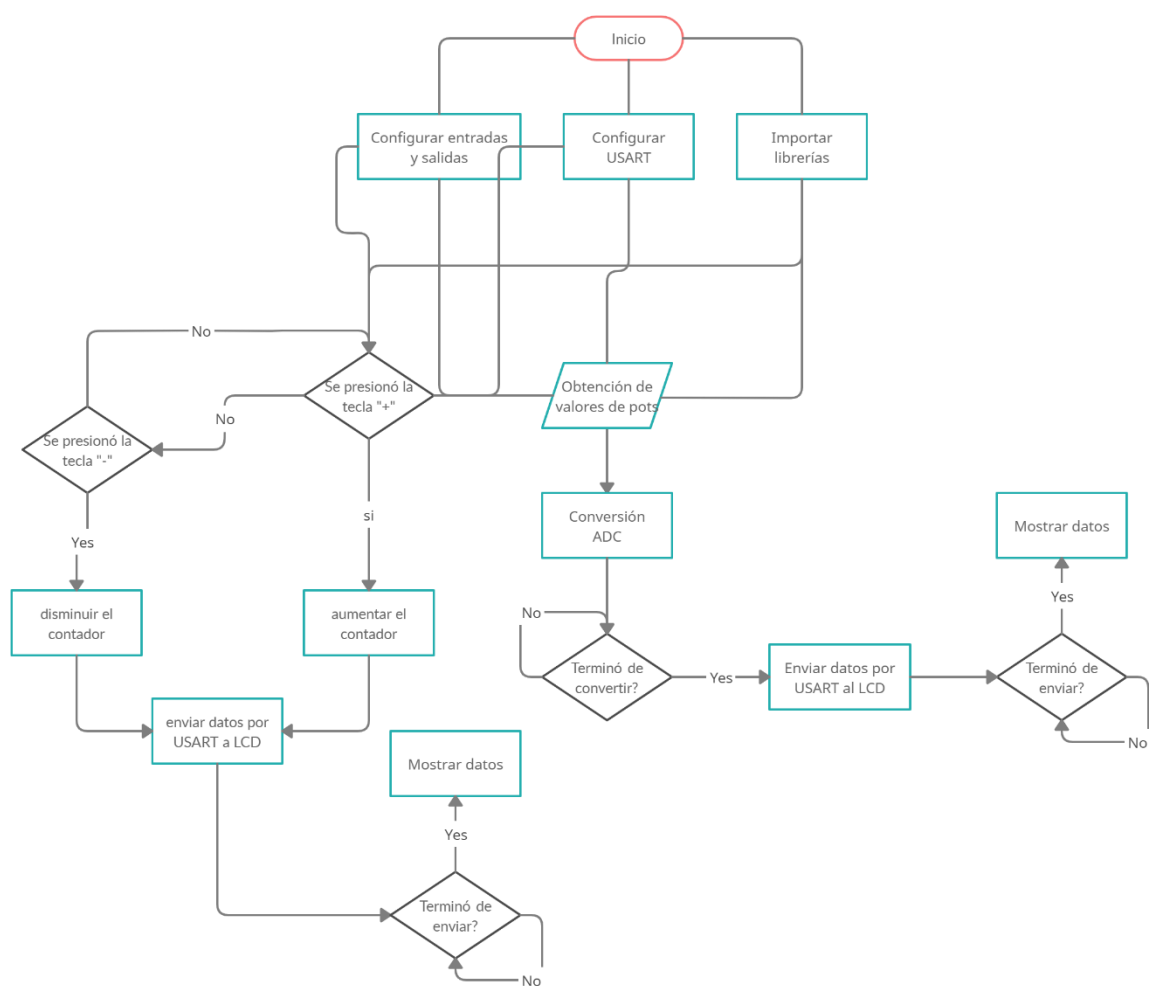 Inicio
Configurar entradas
y salidas
Configurar
USART
Importar
librerías
No
Se presionó la
tecla "+"
Obtención de
valores de pots
No
Se presionó la
tecla "-"
si
Conversión
ADC
Mostrar datos
Yes
disminuir el
contador
aumentar el
contador
No
Yes
Terminó de
convertir?
Yes
Enviar datos por
USART al LCD
Terminó de
enviar?
No
enviar datos por
USART a LCD
Mostrar datos
Yes
Terminó de
enviar?
No